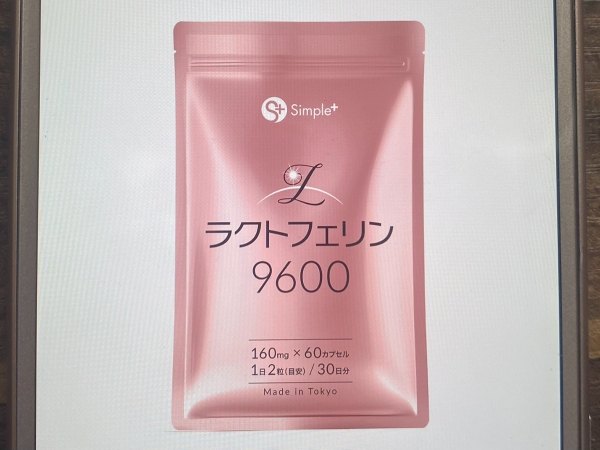 S+ Simple+
L
ラクトフェリン
9600
160mg × 60カプセル
1日2粒(目安) / 30日分
Made in Tokyo